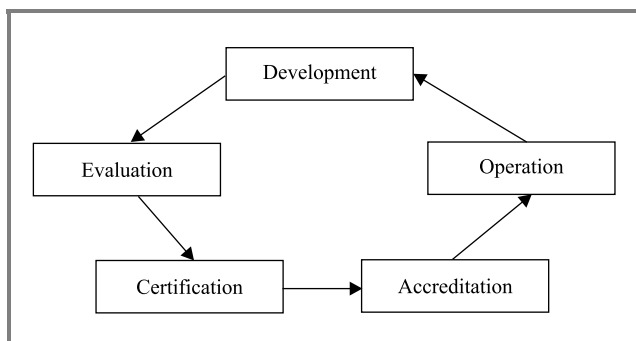 Development
Evaluation
Operation
Certification
Accreditation